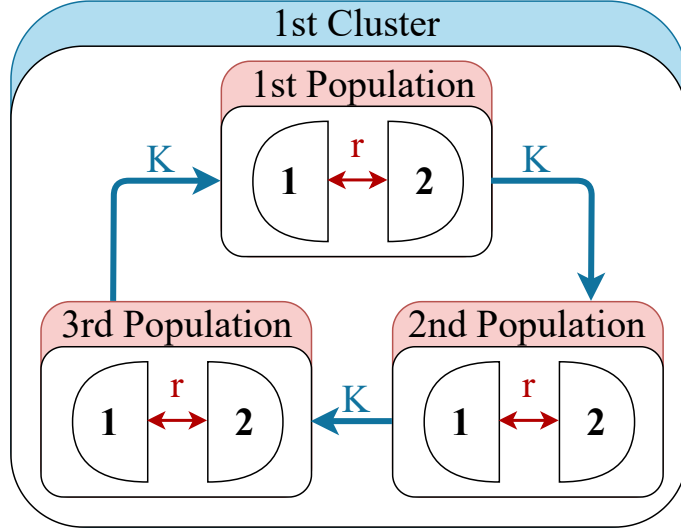 1st Cluster
1st Population
K
1
r
2
K
3rd Population
1
r
2
K
2nd Population
1
r
2